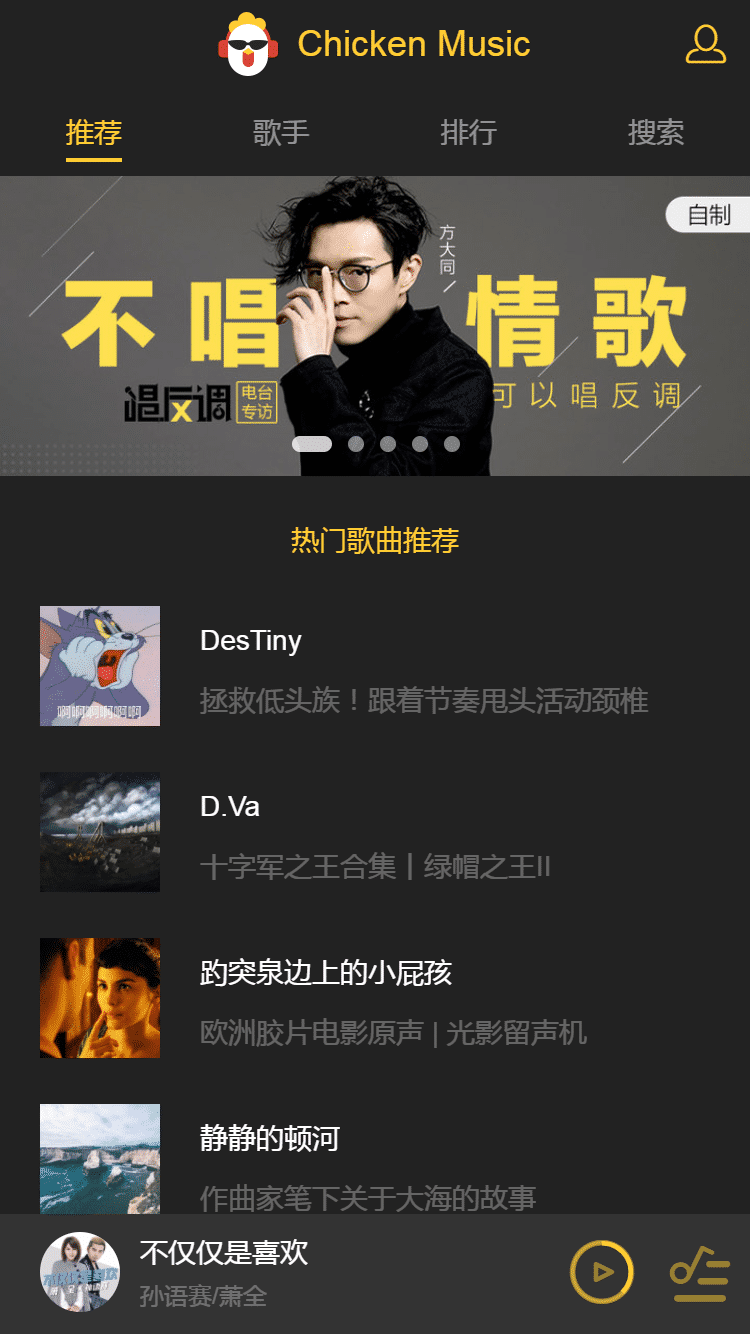 Chicken Music
推荐 歌手 排行 搜索
自制
方大同
不唱情歌
唱反调 电台专访
可以唱反调
热门歌曲推荐
啊啊啊啊啊啊
DesTiny
拯救低头族！跟着节奏甩头活动颈椎
D.Va
十字军之王合集丨绿帽之王II
趵突泉边上的小屁孩
欧洲胶片电影原声 | 光影留声机
静静的顿河
作曲家笔下关于大海的故事
不仅仅是喜欢
孙语赛/萧全